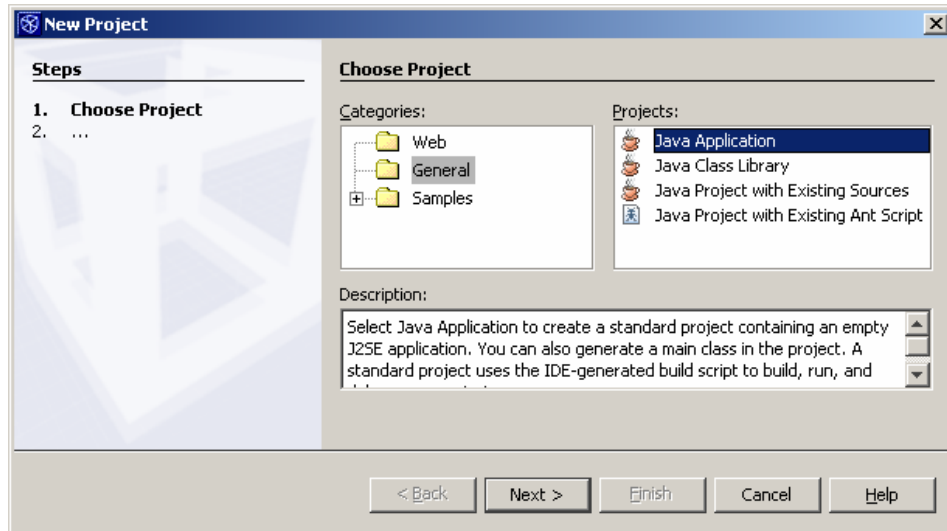 New Project
Steps
1. Choose Project
2. ...
Choose Project
Categories:
Web
General
Samples
Projects:
Java Application
Java Class Library
Java Project with Existing Sources
Java Project with Existing Ant Script
Description:
Select Java Application to create a standard project containing an empty
J2SE application. You can also generate a main class in the project. A
standard project uses the IDE-generated build script to build, run, and
< Back
Next >
Finish
Cancel
Help